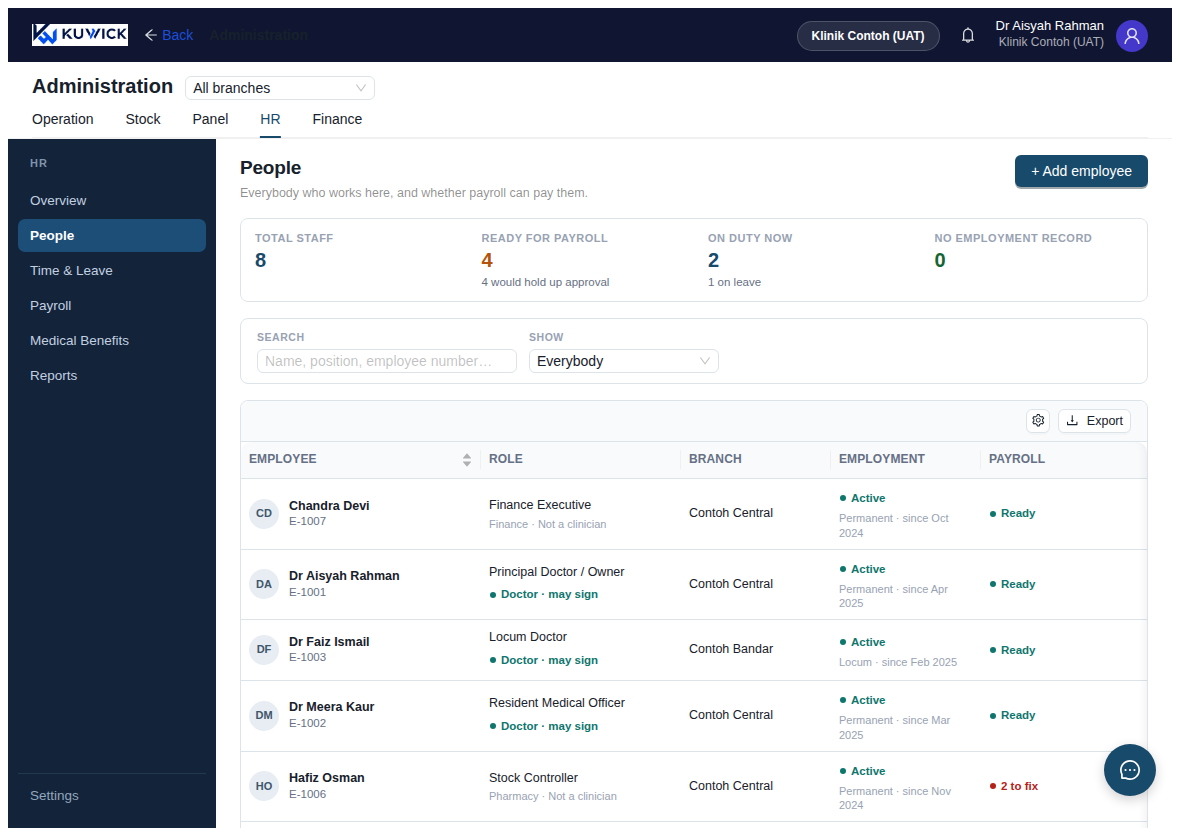 KUWICK
Back
Administration
Klinik Contoh (UAT)
Dr Aisyah Rahman
Klinik Contoh (UAT)
Administration
All branches
Operation
Stock
Panel
HR
Finance
HR
Overview
People
Time & Leave
Payroll
Medical Benefits
Reports
Settings
People
Everybody who works here, and whether payroll can pay them.
+ Add employee
TOTAL STAFF
8
READY FOR PAYROLL
4
4 would hold up approval
ON DUTY NOW
2
1 on leave
NO EMPLOYMENT RECORD
0
SEARCH
Name, position, employee number…
SHOW
Everybody
Export
EMPLOYEE
ROLE
BRANCH
EMPLOYMENT
PAYROLL
CD
Chandra Devi
E-1007
Finance Executive
Finance · Not a clinician
Contoh Central
Active
Permanent · since Oct
2024
Ready
DA
Dr Aisyah Rahman
E-1001
Principal Doctor / Owner
Doctor · may sign
Contoh Central
Active
Permanent · since Apr
2025
Ready
DF
Dr Faiz Ismail
E-1003
Locum Doctor
Doctor · may sign
Contoh Bandar
Active
Locum · since Feb 2025
Ready
DM
Dr Meera Kaur
E-1002
Resident Medical Officer
Doctor · may sign
Contoh Central
Active
Permanent · since Mar
2025
Ready
HO
Hafiz Osman
E-1006
Stock Controller
Pharmacy · Not a clinician
Contoh Central
Active
Permanent · since Nov
2024
2 to fix